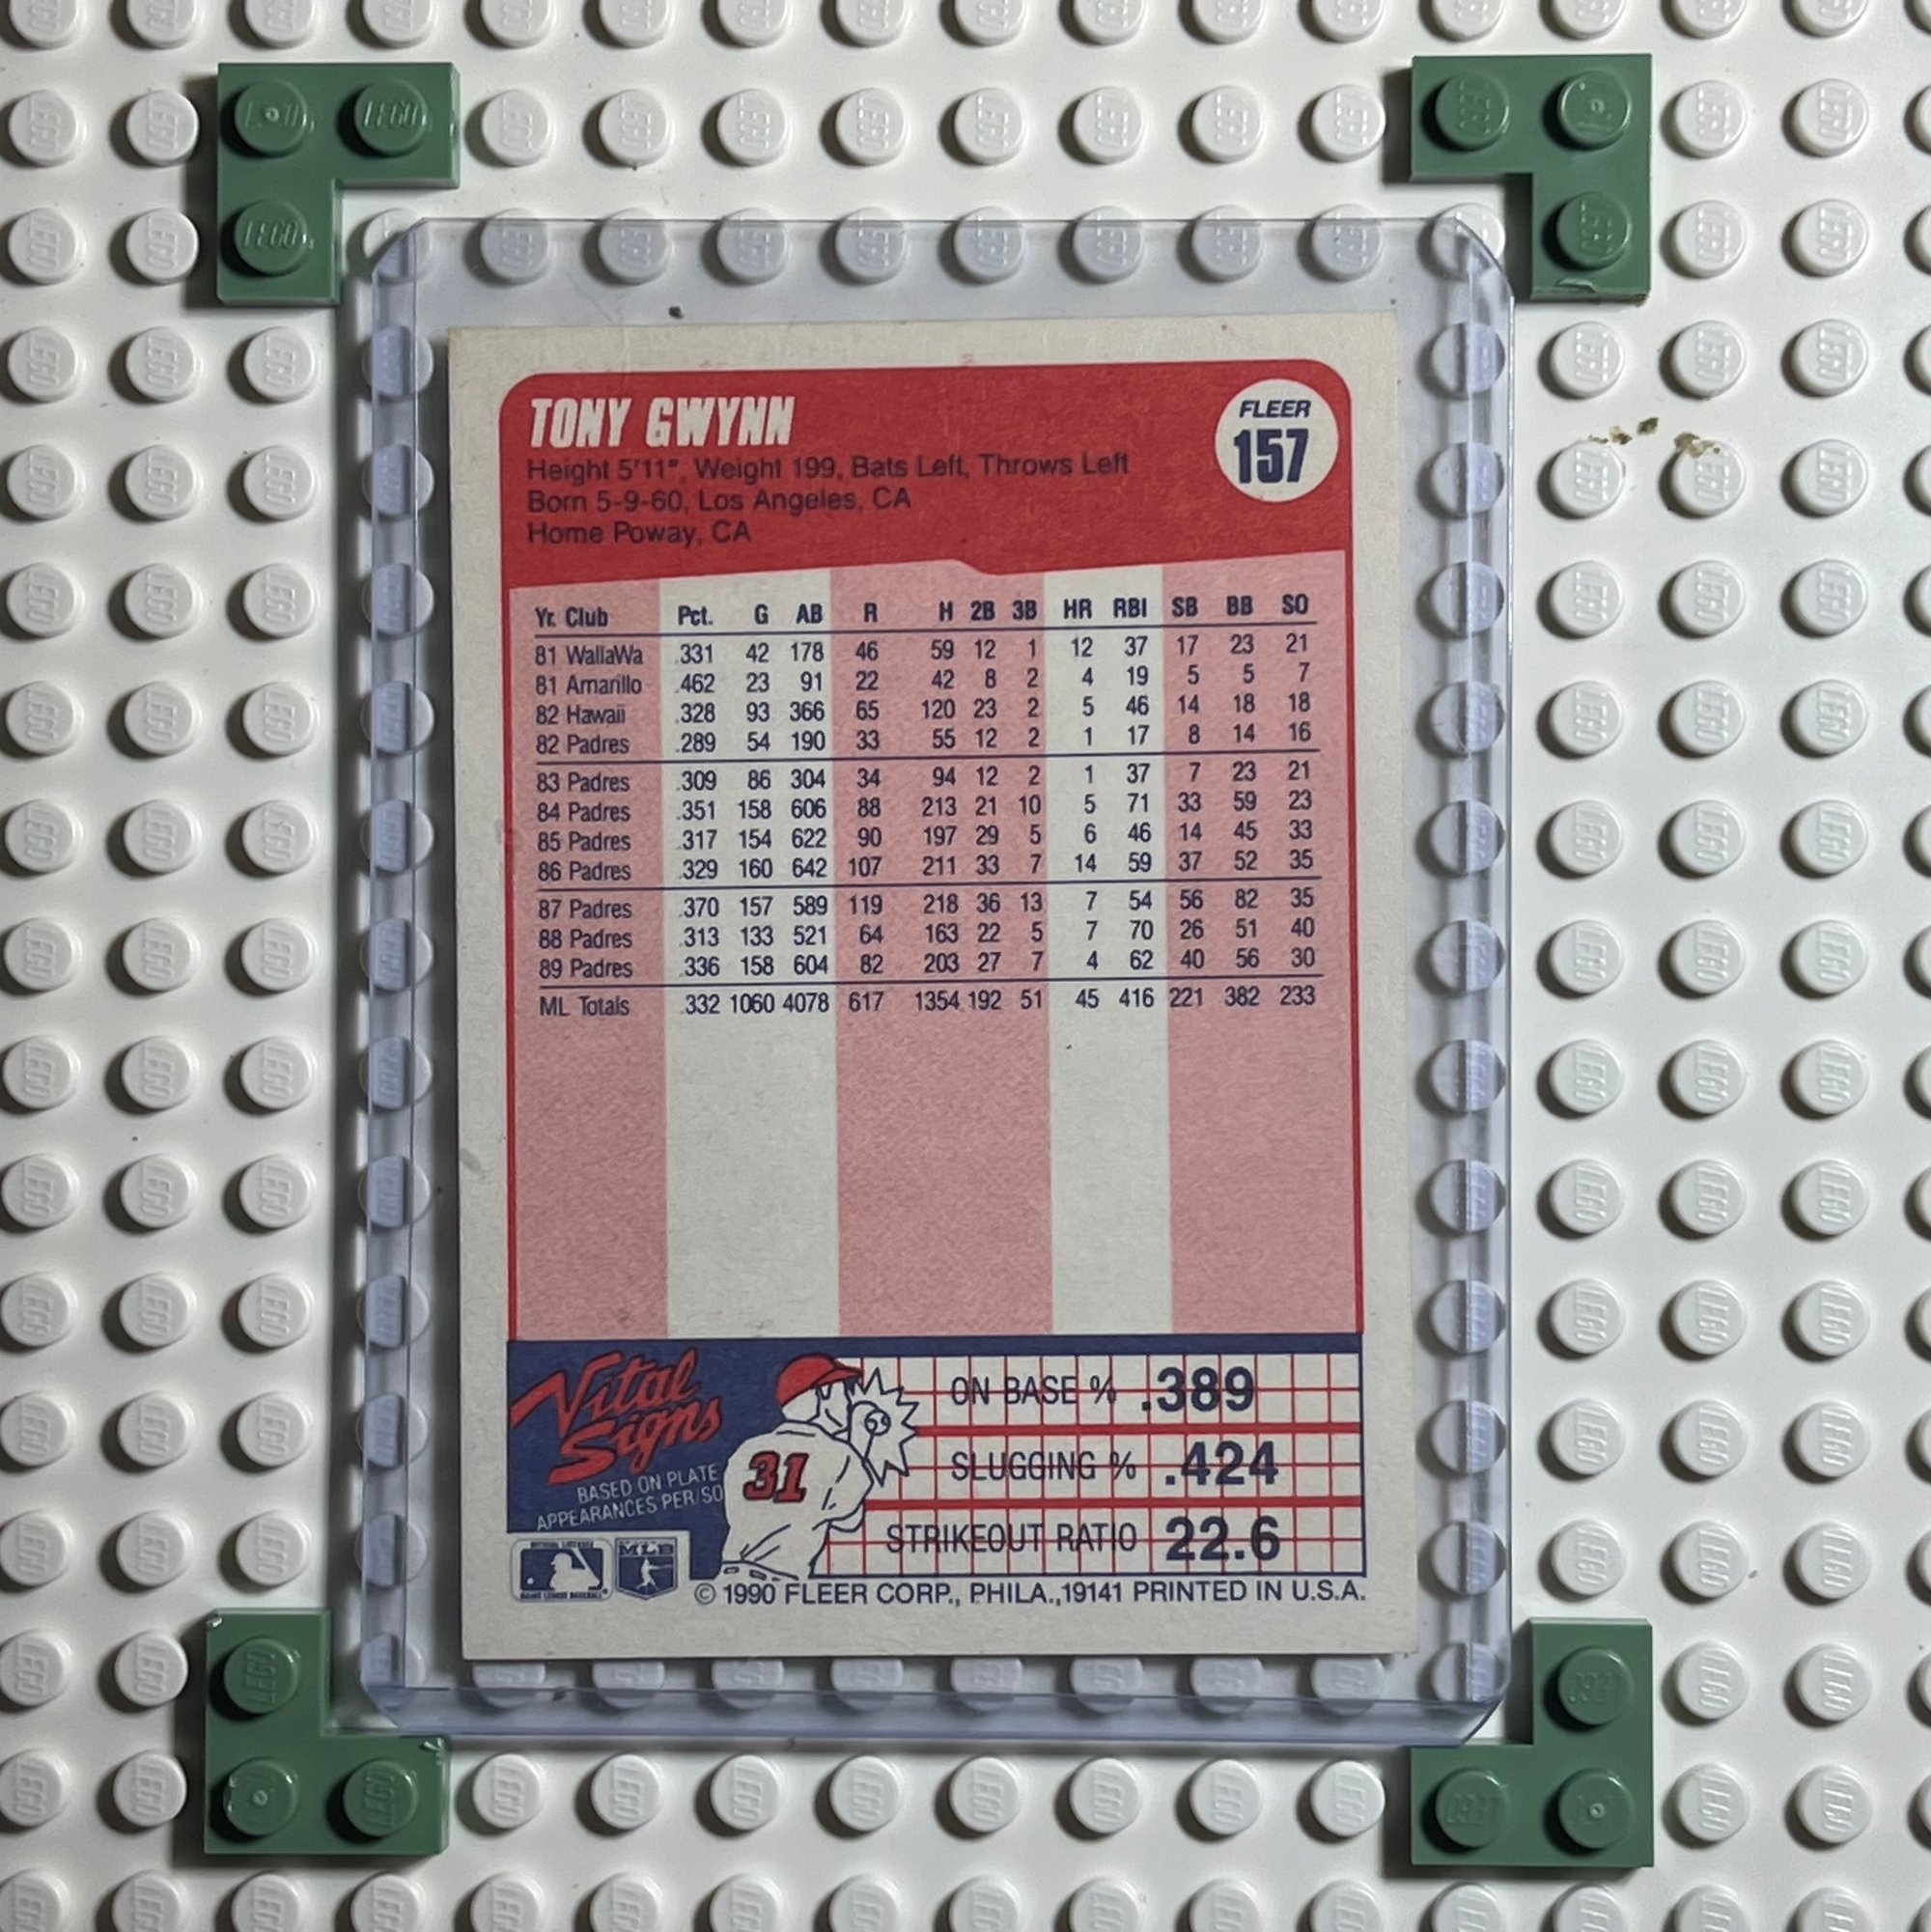 TONY GWYNN
FLEER
157
Height 5'11", Weight 199, Bats Left, Throws Left
Born 5-9-60, Los Angeles, CA
Home Poway, CA
Yr. Club Pct. G AB R H 2B 3B HR RBI SB BB SO
81 WallaWa .331 42 178 46 59 12 1 12 37 17 23 21
81 Amarillo .462 23 91 22 42 8 2 4 19 5 5 7
82 Hawaii .328 93 366 65 120 23 2 5 46 14 18 18
82 Padres .289 54 190 33 55 12 2 1 17 8 14 16
83 Padres .309 86 304 34 94 12 2 1 37 7 23 21
84 Padres .351 158 606 88 213 21 10 5 71 33 59 23
85 Padres .317 154 622 90 197 29 5 6 46 14 45 33
86 Padres .329 160 642 107 211 33 7 14 59 37 52 35
87 Padres .370 157 589 119 218 36 13 7 54 56 82 35
88 Padres .313 133 521 64 163 22 5 7 70 26 51 40
89 Padres .336 158 604 82 203 27 7 4 62 40 56 30
ML Totals .332 1060 4078 617 1354 192 51 45 416 221 382 233
Vital
Signs
BASED ON PLATE
APPEARANCES PER/SO
31
ON BASE % .389
SLUGGING % .424
STRIKEOUT RATIO 22.6
MLB
© 1990 FLEER CORP., PHILA.,19141 PRINTED IN U.S.A.
LEGO